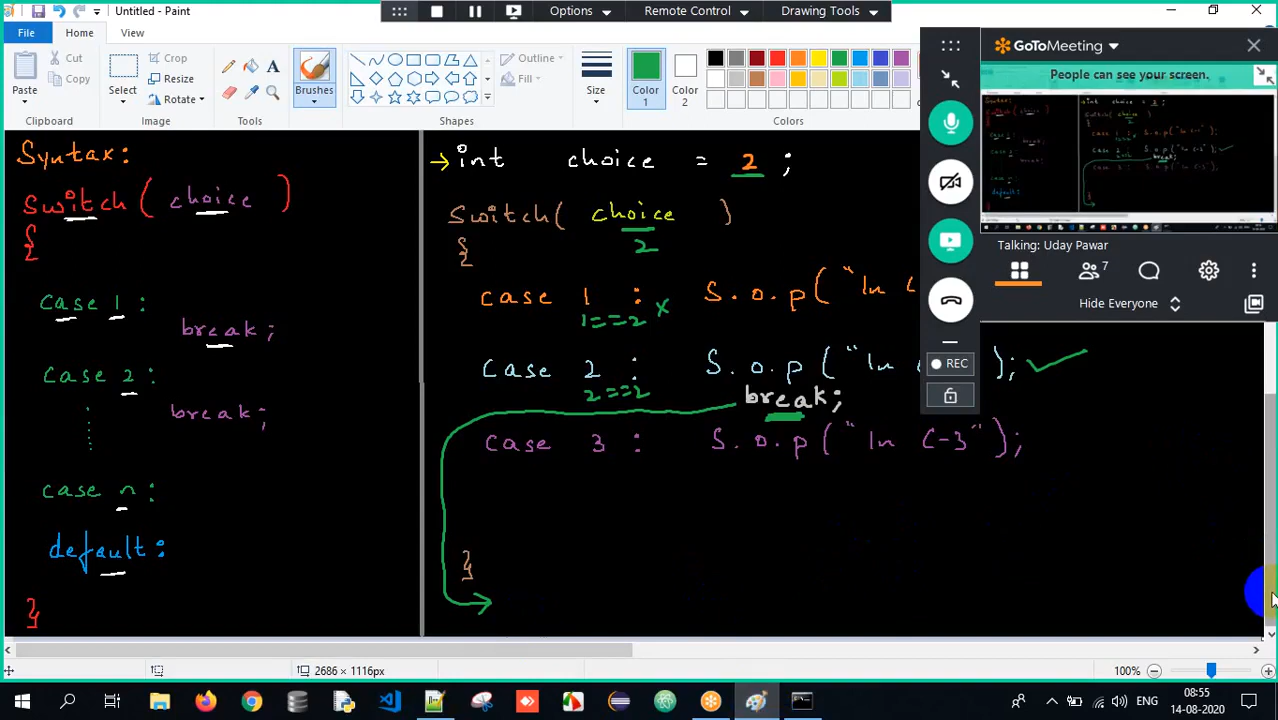 Untitled - Paint
Options
Remote Control
Drawing Tools
File
Home
View
Cut
Copy
Paste
Crop
Resize
Rotate
Select
Brushes
Outline
Fill
Size
Color
1
Color
2
Clipboard
Image
Tools
Shapes
Colors
GoToMeeting
People can see your screen.
Talking: Uday Pawar
7
Hide Everyone
REC
Syntax:
Switch( choice )
{
case 1 :
break;
case 2 :
break;
case n :
default:
}
int choice = 2 ;
Switch( choice )
2
{
case 1 : S.o.p("In C
1==2 x
case 2 : S.o.p("In );
2==2
break;
case 3 : S.o.p("In C-3");
}
2686 × 1116px
100%
ENG
08:55
14-08-2020